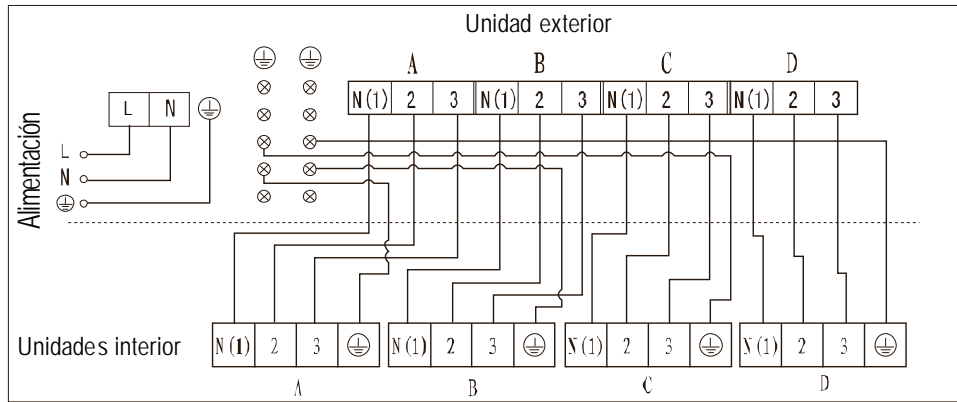 Unidad exterior
A B C D
N(1) 2 3 N(1) 2 3 N(1) 2 3 N(1) 2 3
L N
Alimentación
L
N
Unidades interior
N(1) 2 3 N(1) 2 3 N(1) 2 3 N(1) 2 3
A B C D